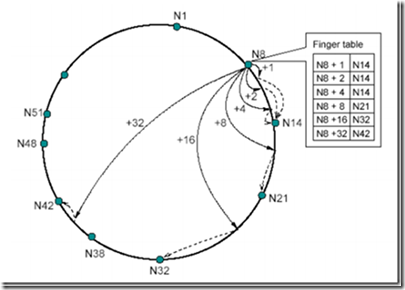 N1
N8
Finger table
N8 + 1 N14
N8 + 2 N14
N8 + 4 N14
N8 + 8 N21
N8 +16 N32
N8 +32 N42
+1
+2
+4
+8
+16
+32
N14
N21
N32
N38
N42
N48
N51